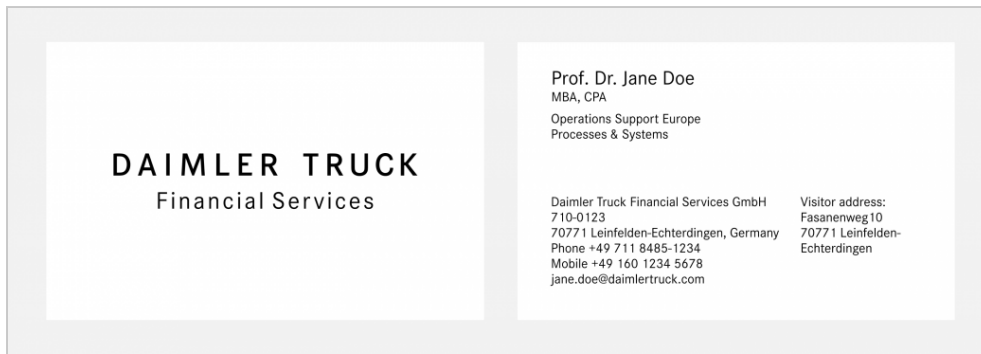 DAIMLER TRUCK
Financial Services
Prof. Dr. Jane Doe
MBA, CPA
Operations Support Europe
Processes & Systems
Daimler Truck Financial Services GmbH
710-0123
70771 Leinfelden-Echterdingen, Germany
Phone +49 711 8485-1234
Mobile +49 160 1234 5678
jane.doe@daimlertruck.com
Visitor address:
Fasanenweg10
70771 Leinfelden-
Echterdingen